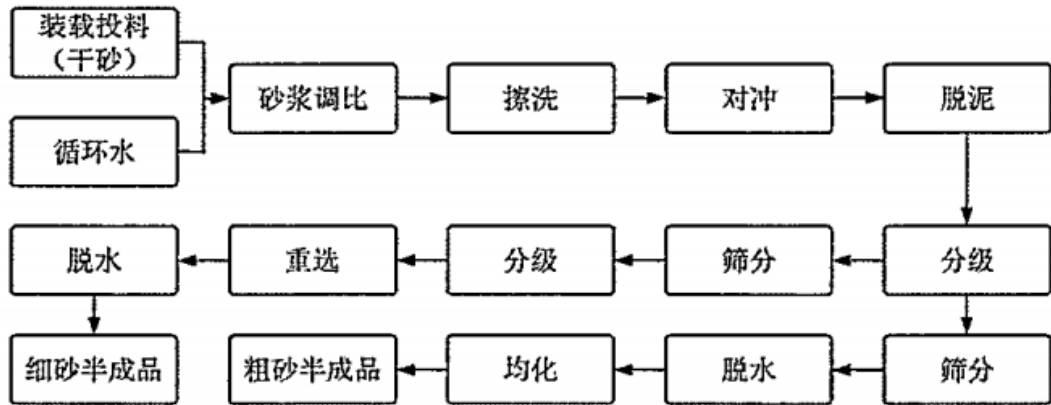 装载投料
（干砂）
循环水
砂浆调比
擦洗
对冲
脱泥
脱水
重选
分级
筛分
分级
细砂半成品
粗砂半成品
均化
脱水
筛分